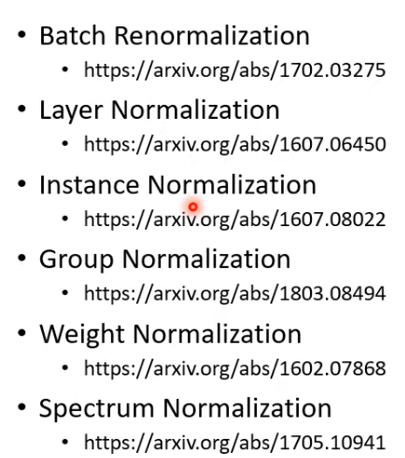 • Batch Renormalization
• https://arxiv.org/abs/1702.03275
• Layer Normalization
• https://arxiv.org/abs/1607.06450
• Instance Normalization
• https://arxiv.org/abs/1607.08022
• Group Normalization
• https://arxiv.org/abs/1803.08494
• Weight Normalization
• https://arxiv.org/abs/1602.07868
• Spectrum Normalization
• https://arxiv.org/abs/1705.10941